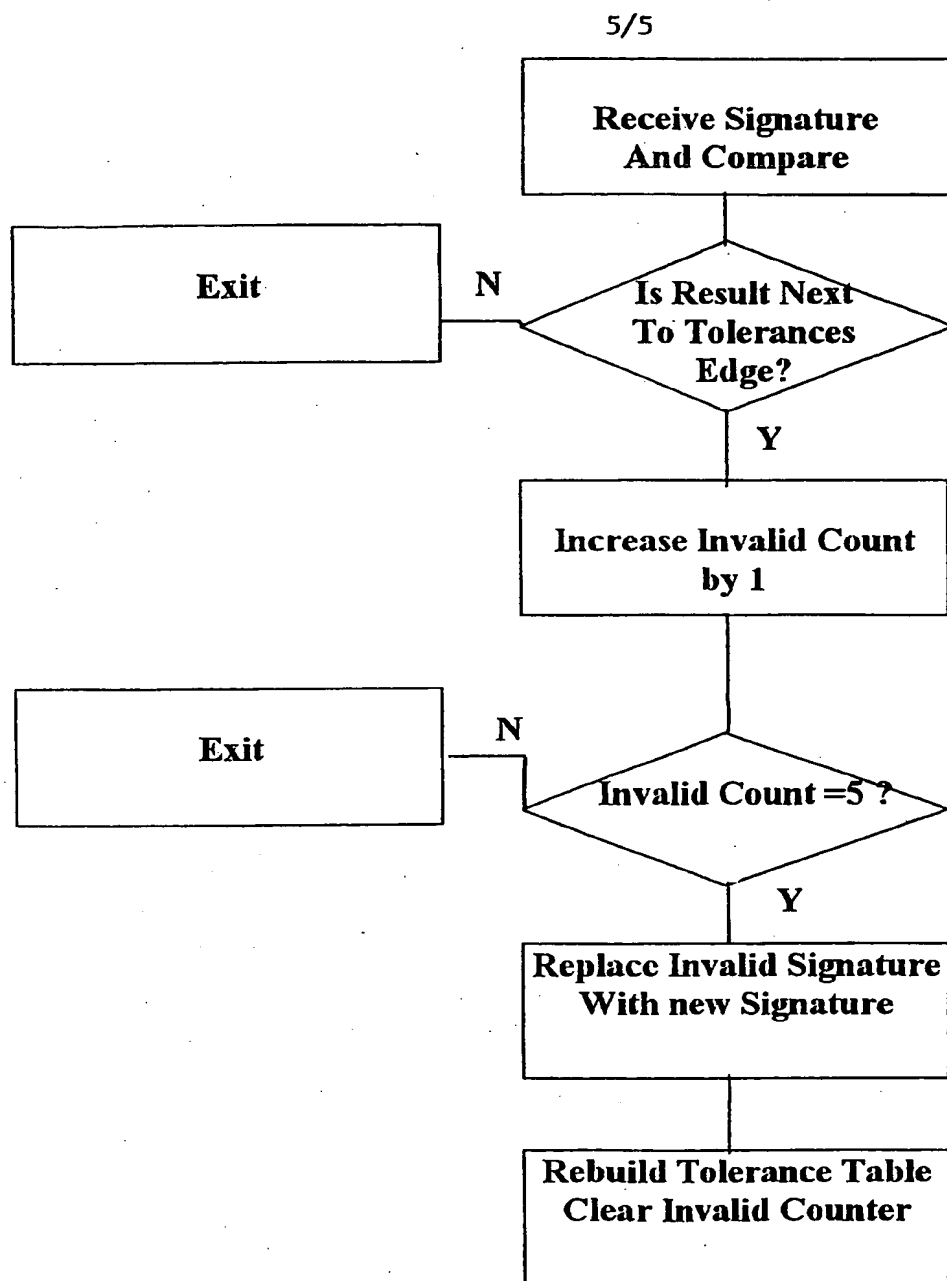 5/5
Receive Signature
And Compare
Exit
N
Is Result Next
To Tolerances
Edge?
Y
Increase Invalid Count
by 1
Exit
N
Invalid Count =5 ?
Y
Replace Invalid Signature
With new Signature
Rebuild Tolerance Table
Clear Invalid Counter